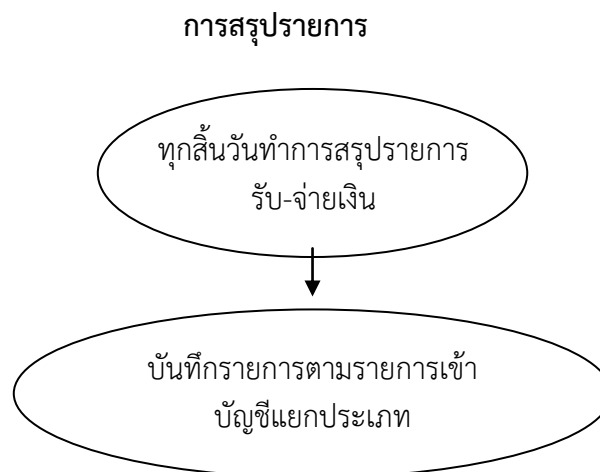 การสรุปรายการ
ทุกสิ้นวันทำการสรุปรายการ
รับ-จ่ายเงิน
บันทึกรายการตามรายการเข้า
บัญชีแยกประเภท